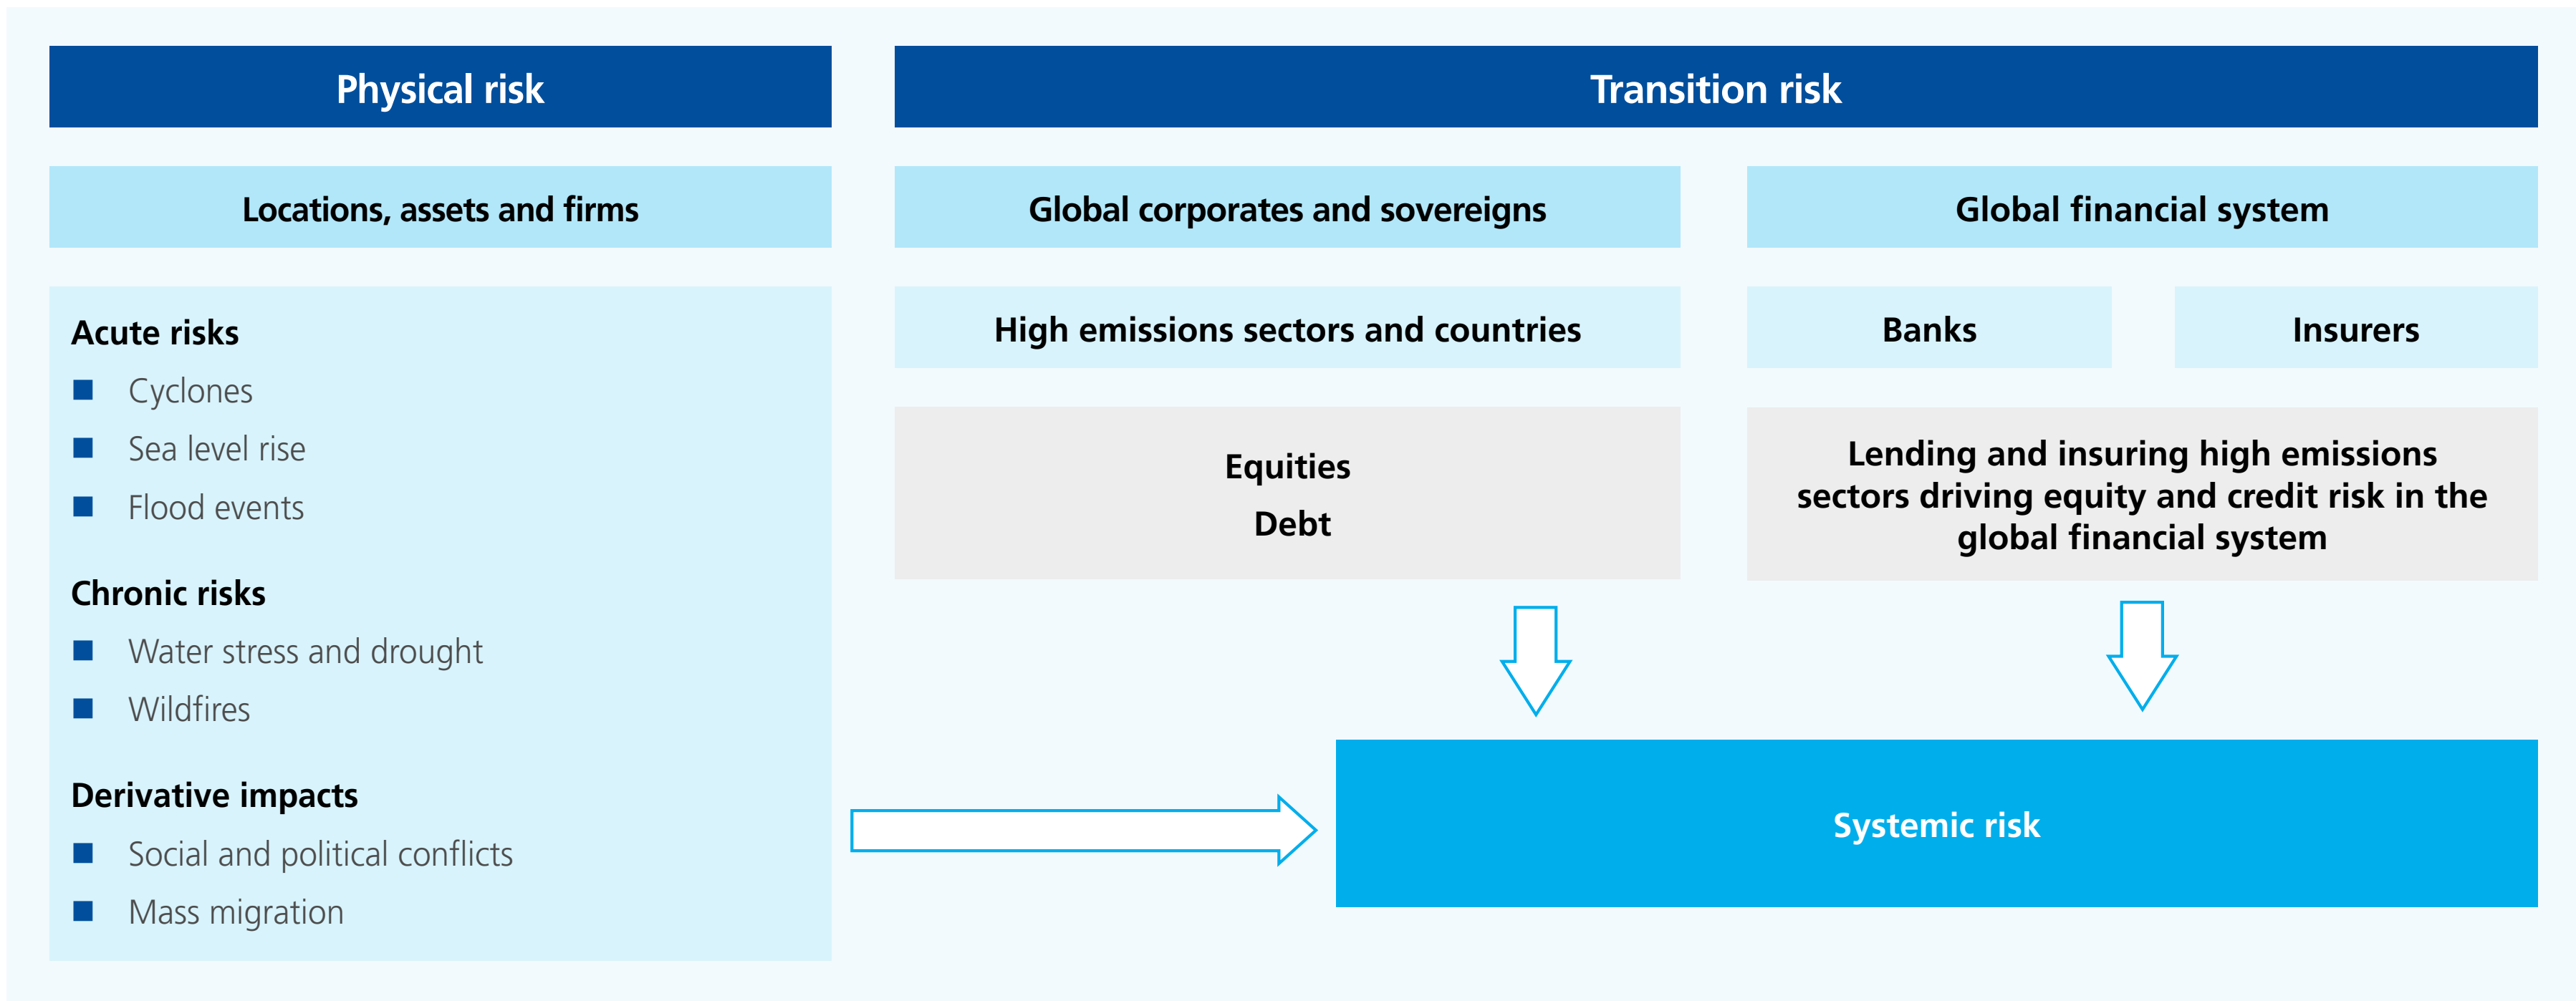 Physical risk
Locations, assets and firms
Acute risks
Cyclones
Sea level rise
Flood events
Chronic risks
Water stress and drought
Wildfires
Derivative impacts
Social and political conflicts
Mass migration
Transition risk
Global corporates and sovereigns
High emissions sectors and countries
Equities
Debt
Global financial system
Banks
Insurers
Lending and insuring high emissions
sectors driving equity and credit risk in the
global financial system
Systemic risk